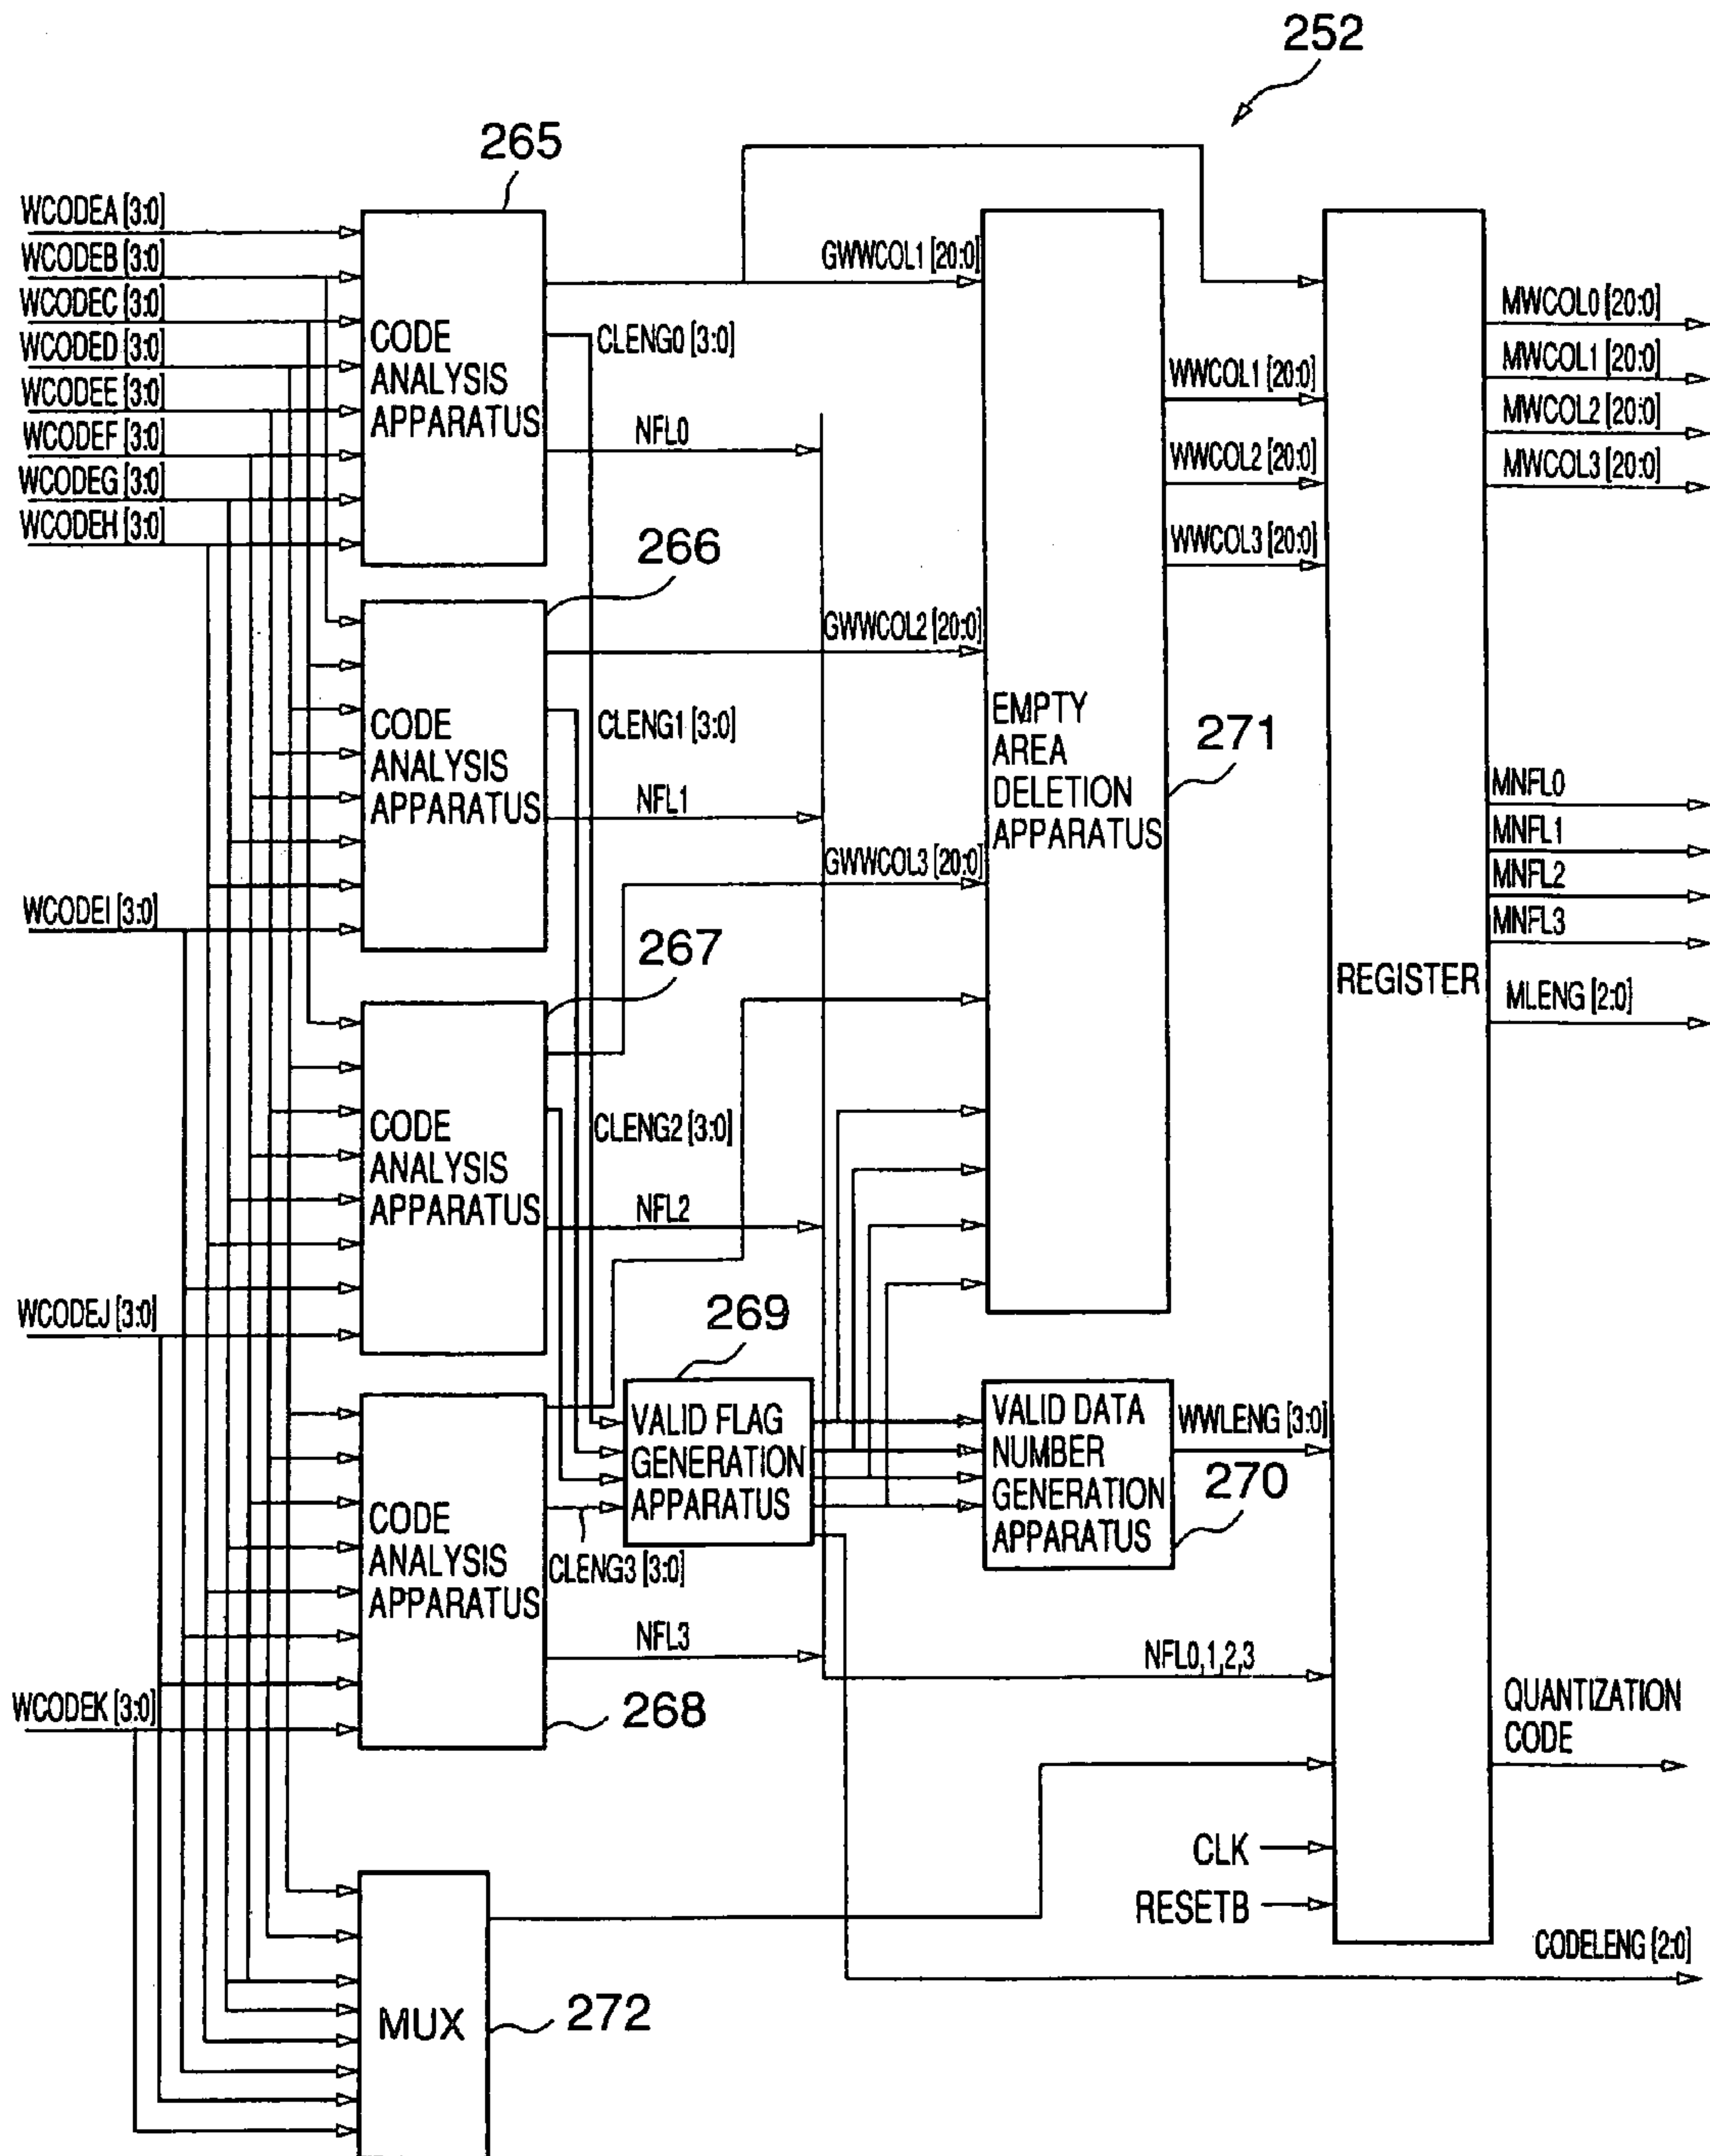 252
265
WCODEA [3:0]
WCODEB [3:0]
WCODEC [3:0]
WCODED [3:0]
WCODEE [3:0]
WCODEF [3:0]
WCODEG [3:0]
WCODEH [3:0]
CODE
ANALYSIS
APPARATUS
GWWCOL1 [20:0]
CLENG0 [3:0]
NFL0
MWCOL0 [20:0]
MWCOL1 [20:0]
MWCOL2 [20:0]
MWCOL3 [20:0]
WWCOL1 [20:0]
WWCOL2 [20:0]
WWCOL3 [20:0]
266
CODE
ANALYSIS
APPARATUS
GWWCOL2 [20:0]
CLENG1 [3:0]
NFL1
GWWCOL3 [20:0]
EMPTY
AREA
DELETION
APPARATUS
271
MNFL0
MNFL1
MNFL2
MNFL3
MLENG [2:0]
REGISTER
WCODEI [3:0]
267
CODE
ANALYSIS
APPARATUS
CLENG2 [3:0]
NFL2
WCODEJ [3:0]
269
VALID FLAG
GENERATION
APPARATUS
VALID DATA
NUMBER
GENERATION
APPARATUS
WWLENG [3:0]
270
CODE
ANALYSIS
APPARATUS
CLENG3 [3:0]
NFL3
NFL0,1,2,3
268
WCODEK [3:0]
QUANTIZATION
CODE
CLK
RESETB
CODELENG [2:0]
MUX
272